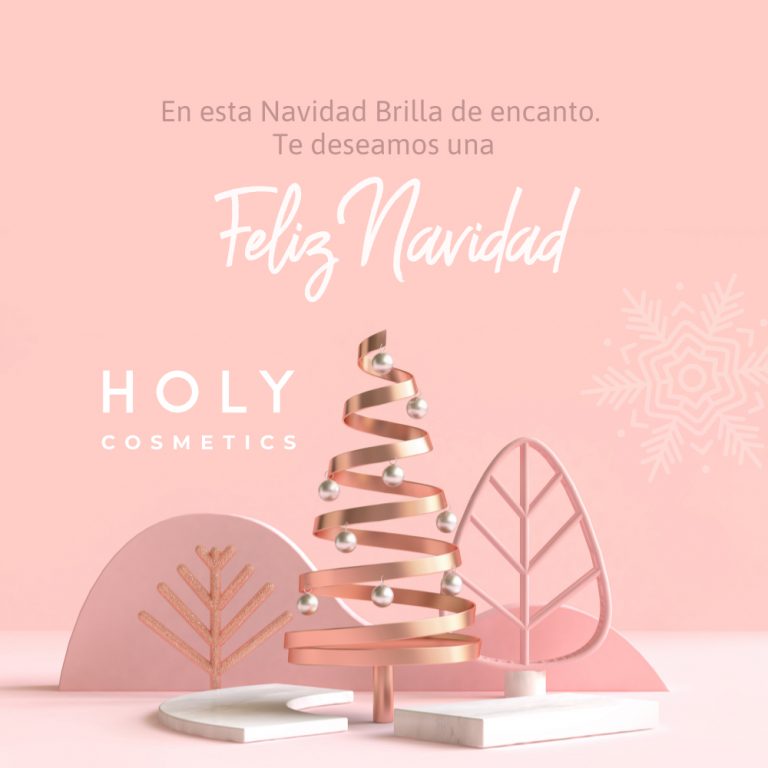 En esta Navidad Brilla de encanto.
Te deseamos una
Feliz Navidad
HOLY
COSMETICS